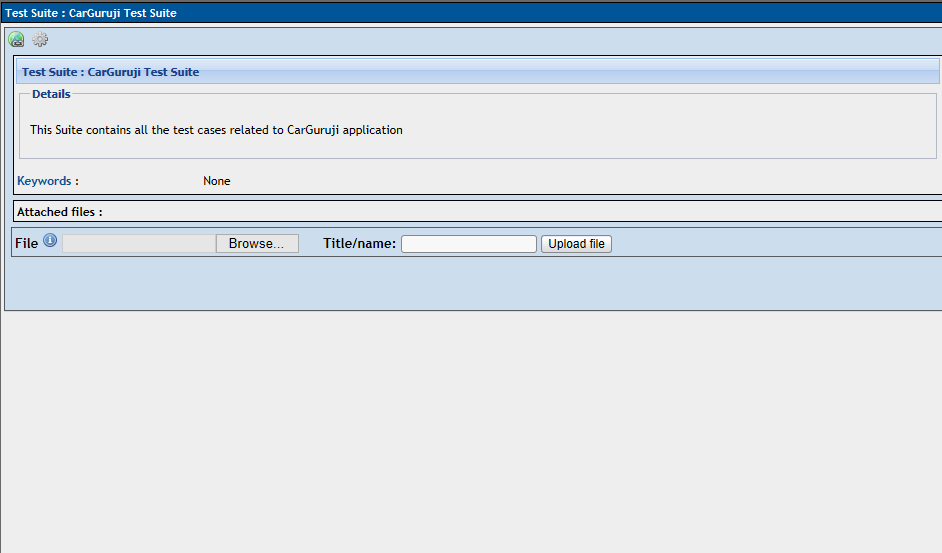 Test Suite : CarGuruji Test Suite
Test Suite : CarGuruji Test Suite
Details
This Suite contains all the test cases related to CarGuruji application
Keywords : None
Attached files :
File Browse... Title/name: Upload file